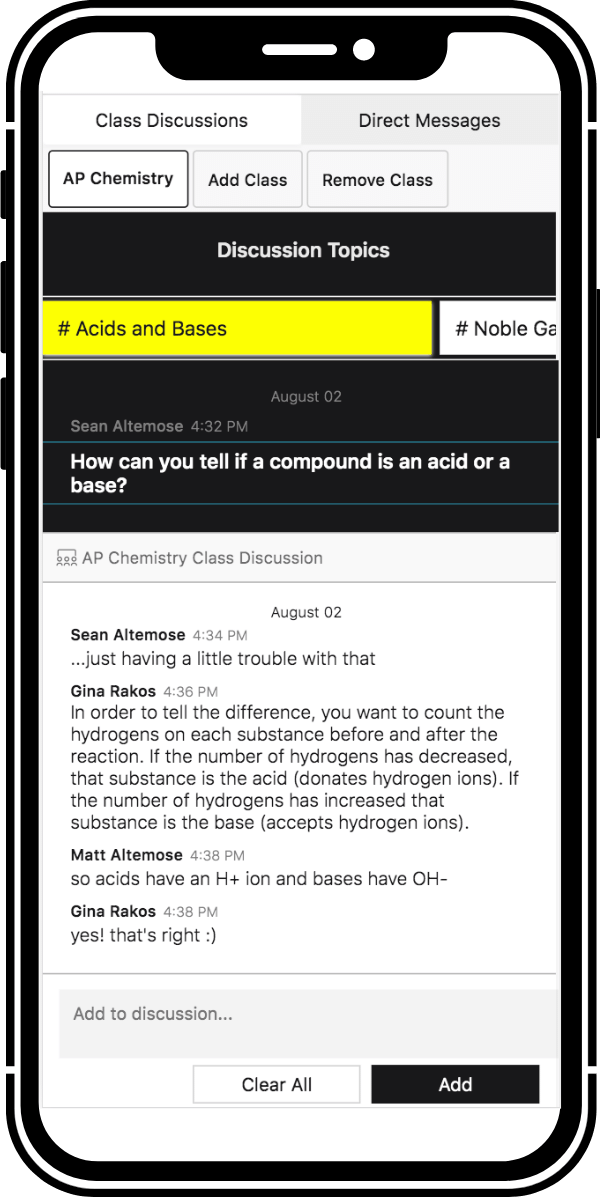 Class Discussions Direct Messages
AP Chemistry Add Class Remove Class
Discussion Topics
# Acids and Bases # Noble Ga
August 02
Sean Altemose 4:32 PM
How can you tell if a compound is an acid or a
base?
AP Chemistry Class Discussion
August 02
Sean Altemose 4:34 PM
...just having a little trouble with that
Gina Rakos 4:36 PM
In order to tell the difference, you want to count the
hydrogens on each substance before and after the
reaction. If the number of hydrogens has decreased,
that substance is the acid (donates hydrogen ions). If
the number of hydrogens has increased that
substance is the base (accepts hydrogen ions).
Matt Altemose 4:38 PM
so acids have an H+ ion and bases have OH-
Gina Rakos 4:38 PM
yes! that's right :)
Add to discussion...
Clear All Add